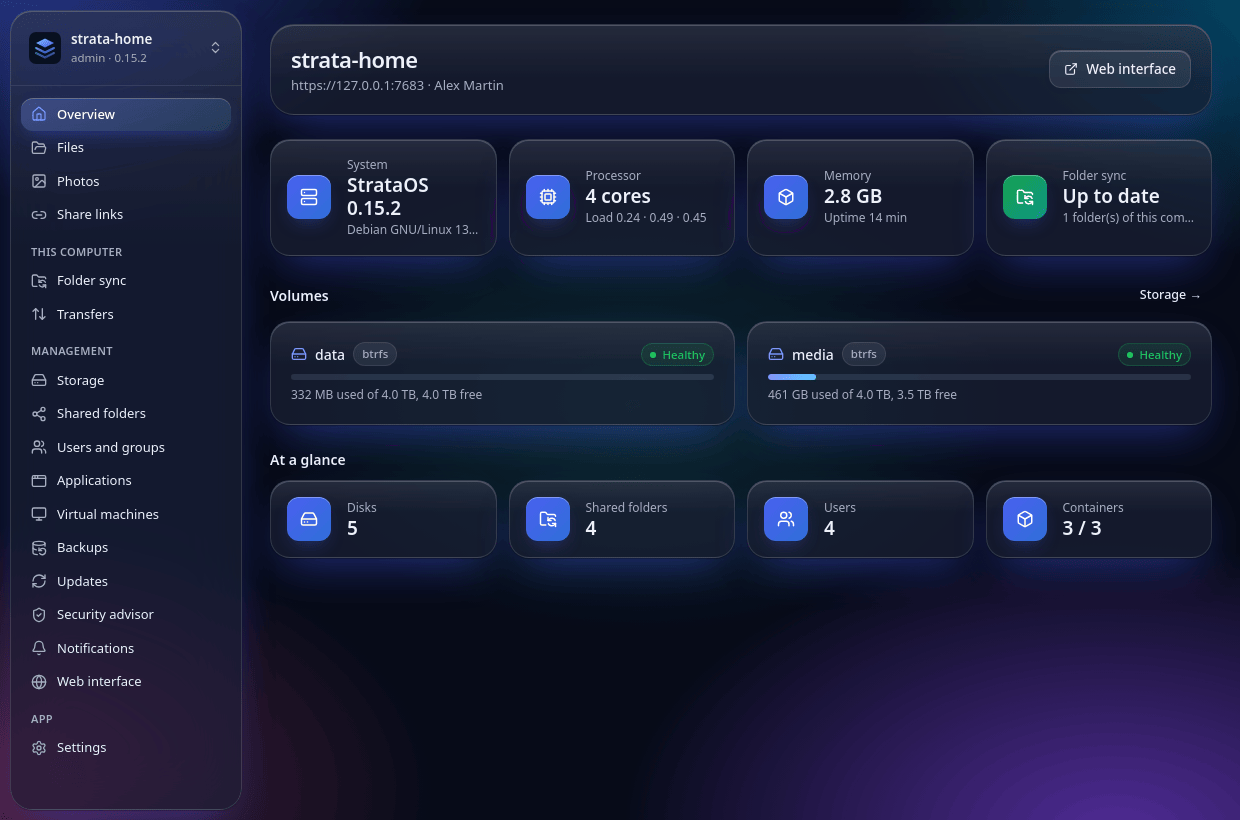 strata-home
admin · 0.15.2
Overview
Files
Photos
Share links
THIS COMPUTER
Folder sync
Transfers
MANAGEMENT
Storage
Shared folders
Users and groups
Applications
Virtual machines
Backups
Updates
Security advisor
Notifications
Web interface
APP
Settings
strata-home
https://127.0.0.1:7683 · Alex Martin
Web interface
System
StrataOS
0.15.2
Debian GNU/Linux 13...
Processor
4 cores
Load 0.24 · 0.49 · 0.45
Memory
2.8 GB
Uptime 14 min
Folder sync
Up to date
1 folder(s) of this com...
Volumes
Storage →
data btrfs Healthy
332 MB used of 4.0 TB, 4.0 TB free
media btrfs Healthy
461 GB used of 4.0 TB, 3.5 TB free
At a glance
Disks
5
Shared folders
4
Users
4
Containers
3 / 3